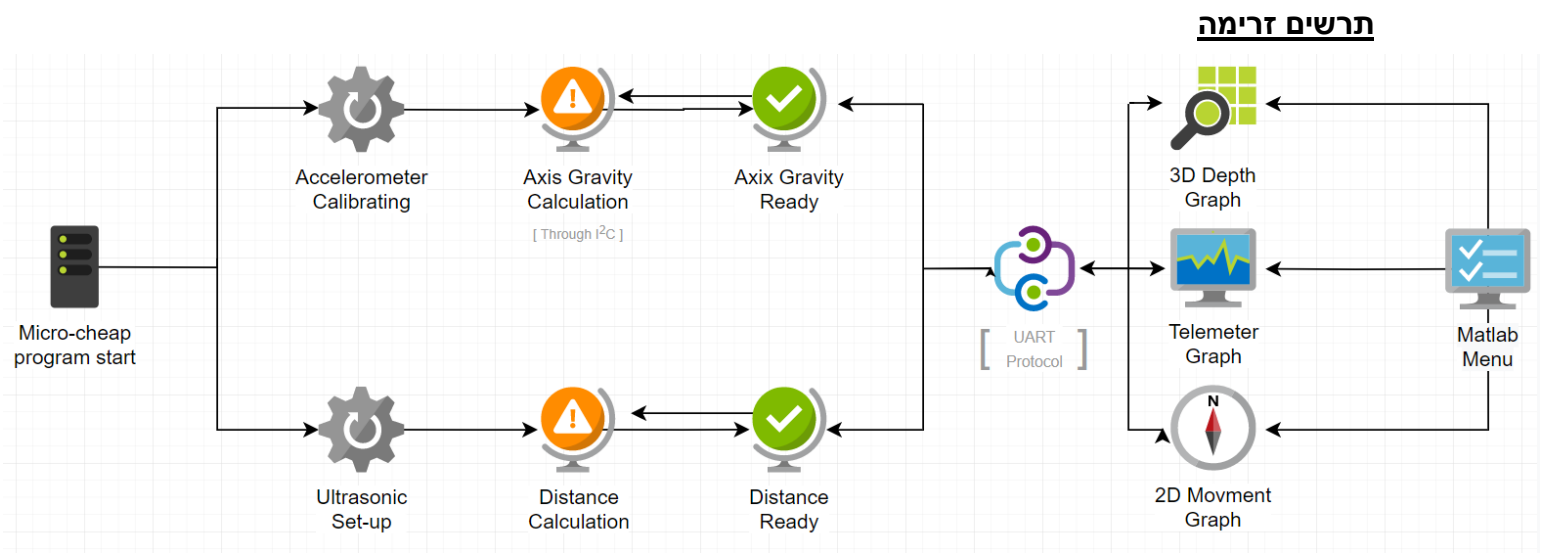 תרשים זרימה
Accelerometer
Calibrating
Axis Gravity
Calculation
[ Through I²C ]
Axix Gravity
Ready
3D Depth
Graph
Micro-cheap
program start
[ UART
Protocol ]
Telemeter
Graph
Matlab
Menu
Ultrasonic
Set-up
Distance
Calculation
Distance
Ready
N
2D Movment
Graph